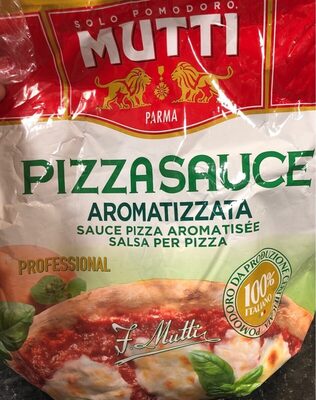 SOLO POMODORO.
MUTTI
PARMA
PIZZASAUCE
AROMATIZZATA
SAUCE PIZZA AROMATISÉE
SALSA PER PIZZA
PROFESSIONAL
POMODORO DA PRODUZIONE
100%
ITALIANO
F. Mutti